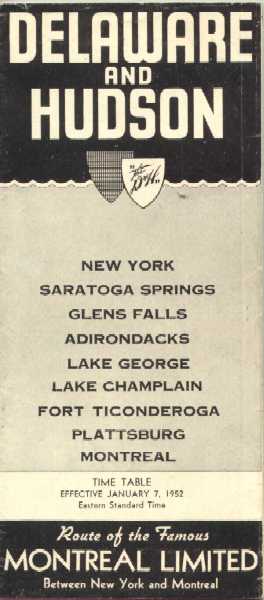 DELAWARE
AND
HUDSON
"The
D&H"
NEW YORK
SARATOGA SPRINGS
GLENS FALLS
ADIRONDACKS
LAKE GEORGE
LAKE CHAMPLAIN
FORT TICONDEROGA
PLATTSBURG
MONTREAL
TIME TABLE
EFFECTIVE JANUARY 7, 1952
Eastern Standard Time
Route of the Famous
MONTREAL LIMITED
Between New York and Montreal